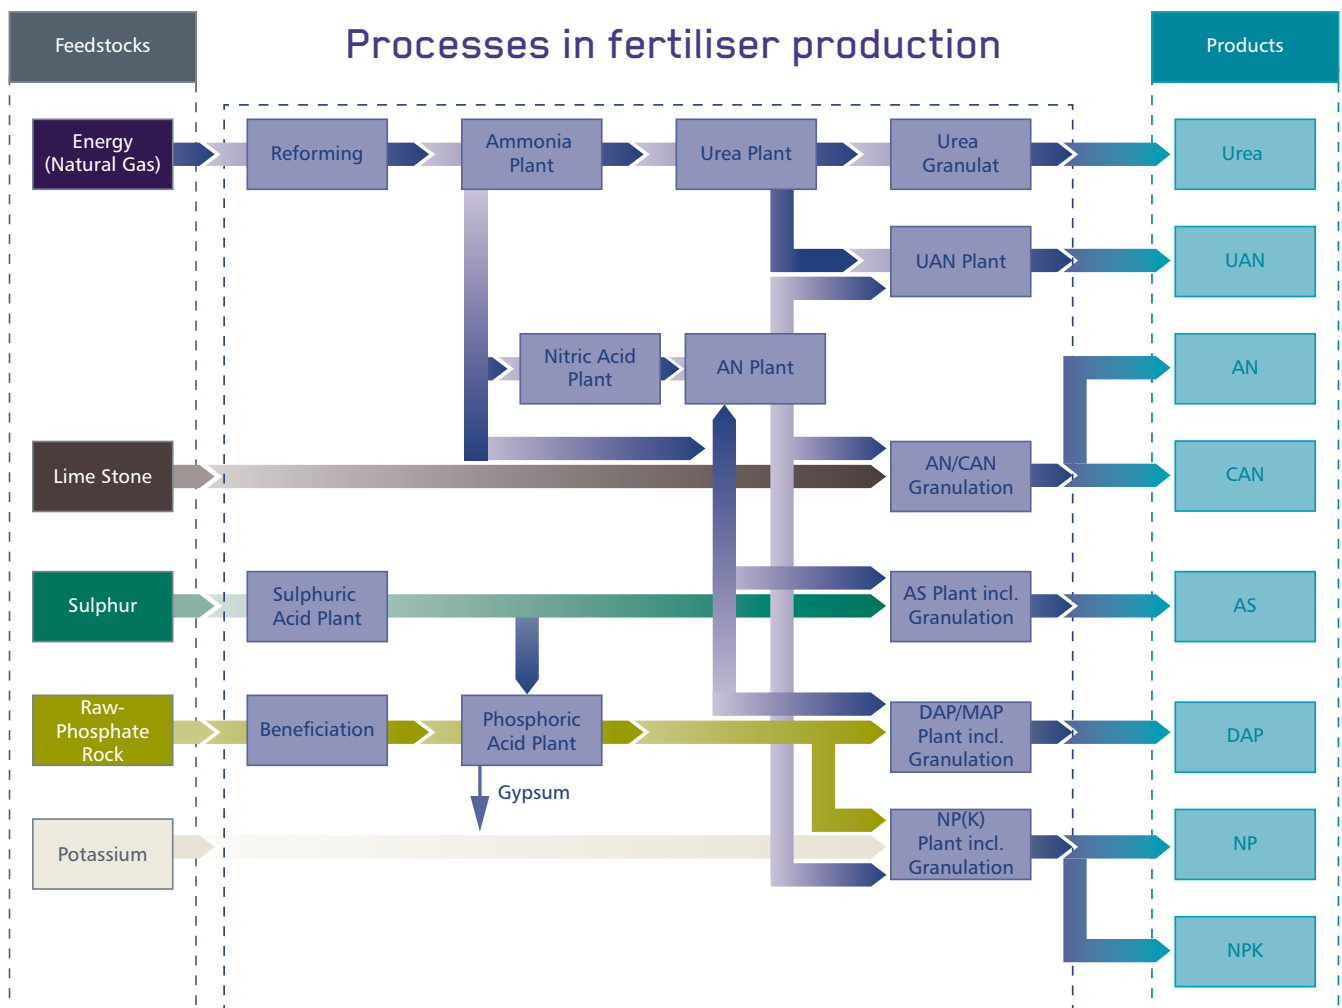 Feedstocks
Processes in fertiliser production
Products
Energy
(Natural Gas)
Reforming
Ammonia
Plant
Urea Plant
Urea
Granulat
Urea
UAN Plant
UAN
Nitric Acid
Plant
AN Plant
AN
Lime Stone
AN/CAN
Granulation
CAN
Sulphur
Sulphuric
Acid Plant
AS Plant incl.
Granulation
AS
Raw-
Phosphate
Rock
Beneficiation
Phosphoric
Acid Plant
DAP/MAP
Plant incl.
Granulation
DAP
Gypsum
Potassium
NP(K)
Plant incl.
Granulation
NP
NPK